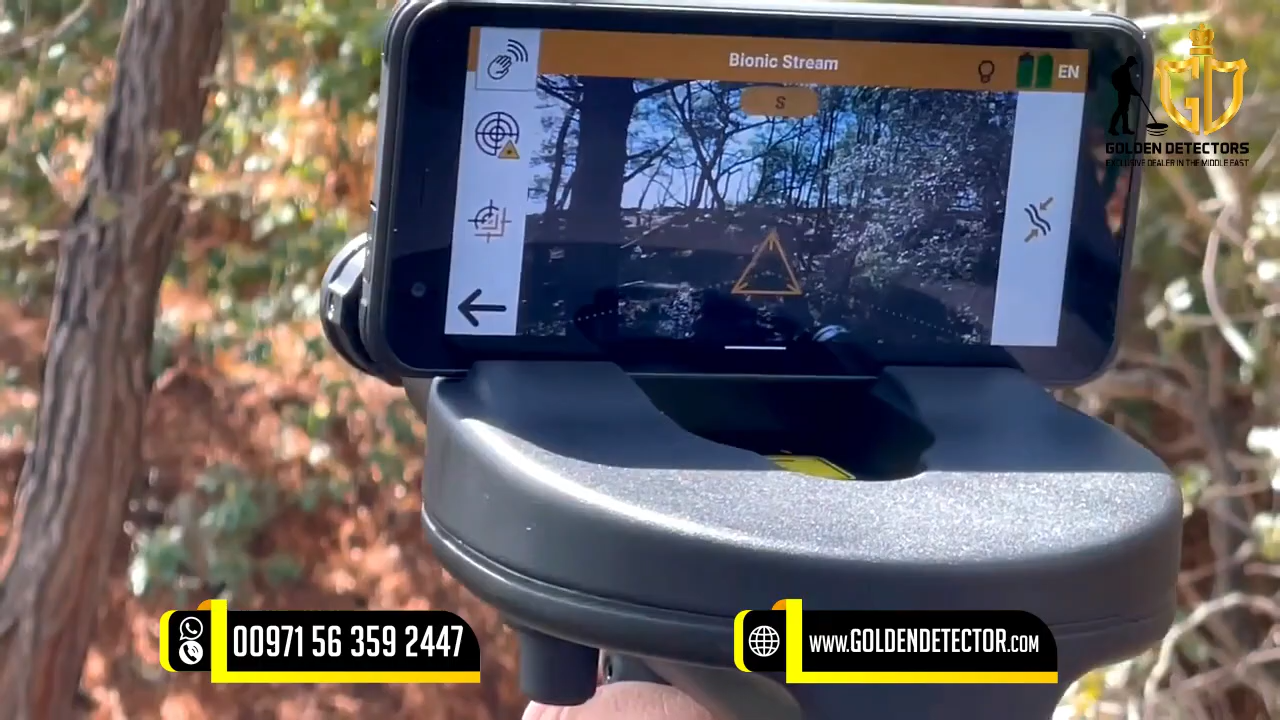 Bionic Stream
EN
S
GOLDEN DETECTORS
EXCLUSIVE DEALER IN THE MIDDLE EAST
00971 56 359 2447
www.GOLDENDETECTOR.COM